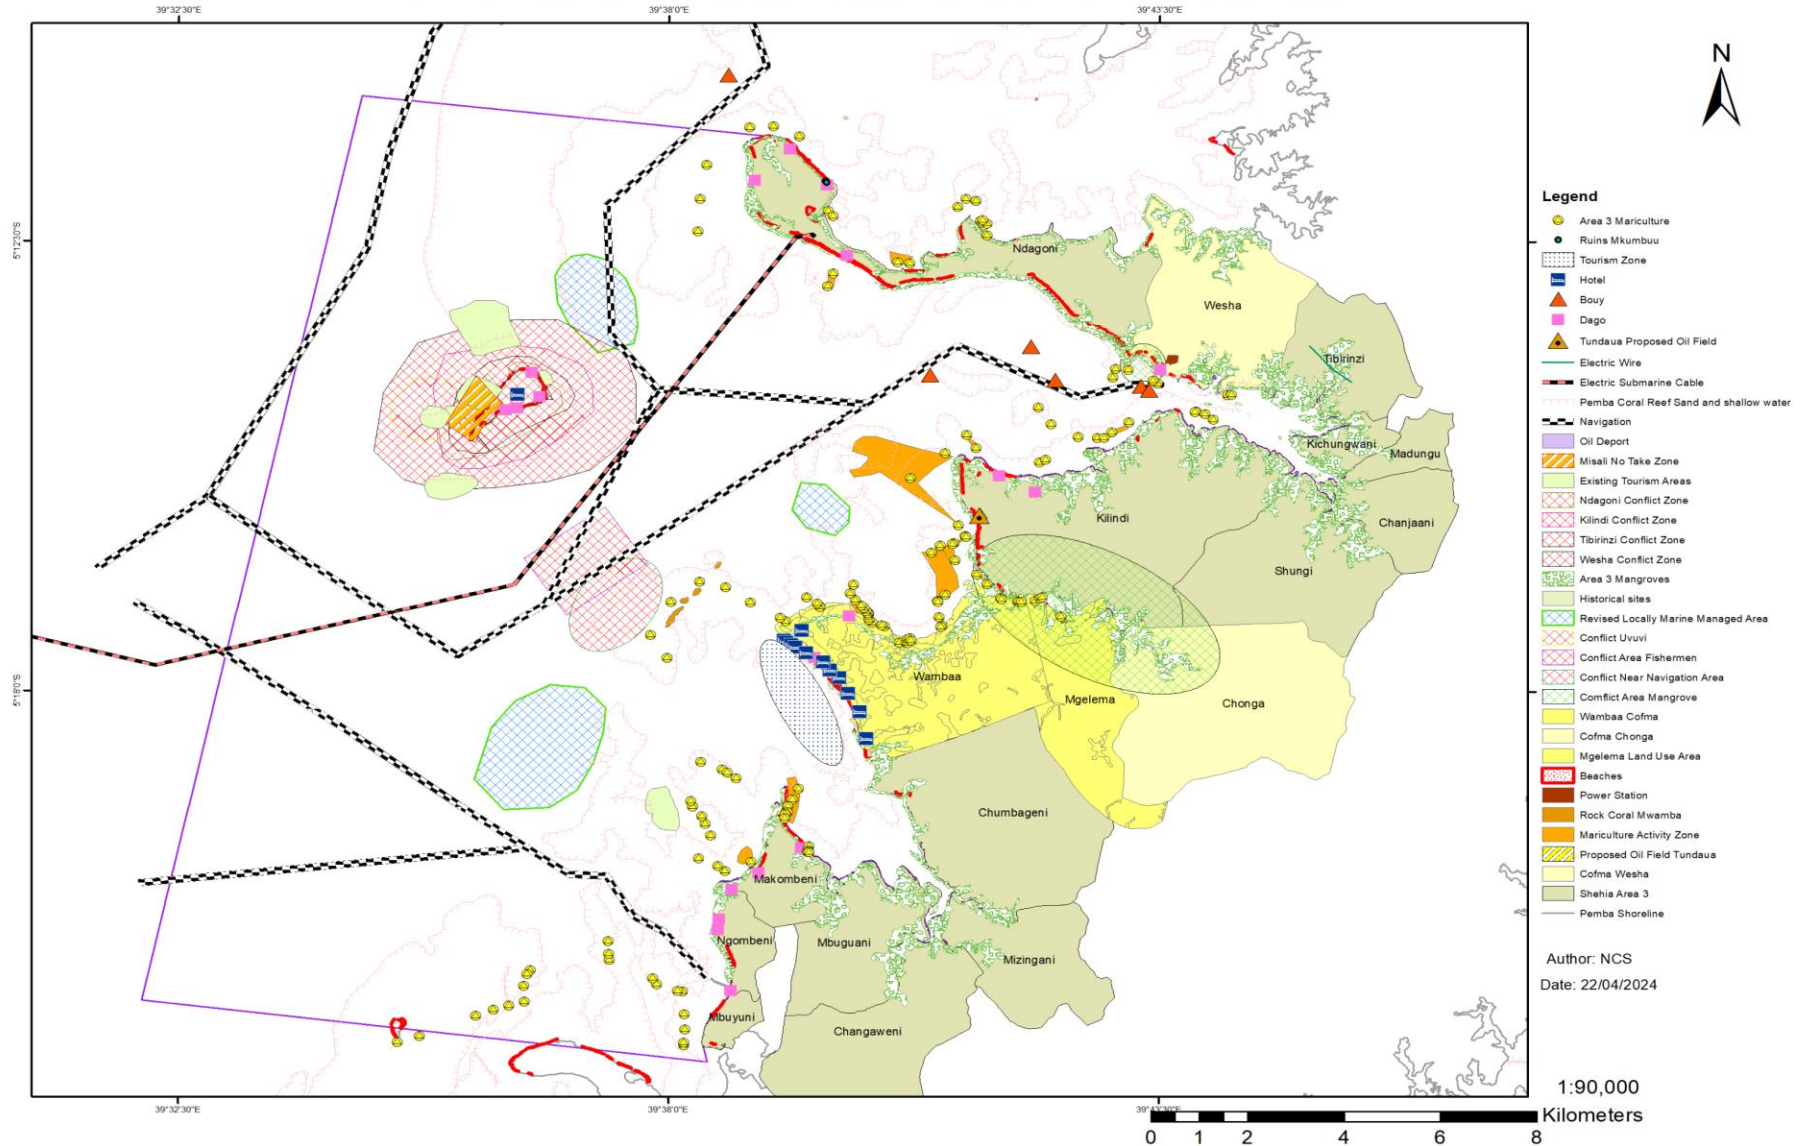 39°32'30"E 39°38'0"E 39°43'30"E
N
5°12'30"S
5°18'0"S
Ndagoni
Wesha
Tibirinzi
Kichungwani
Madungu
Kilindi
Chanjaani
Shungi
Wambaa
Mgelema
Chonga
Chumbageni
Makombeni
Ngombeni
Mbuguani
Mizingani
Mbuyuni
Changaweni
Legend
Area 3 Mariculture
Ruins Mkumbuu
Tourism Zone
Hotel
Bouy
Dago
Tundaua Proposed Oil Field
Electric Wire
Electric Submarine Cable
Pemba Coral Reef Sand and shallow water
Navigation
Oil Deport
Misali No Take Zone
Existing Tourism Areas
Ndagoni Conflict Zone
Kilindi Conflict Zone
Tibirinzi Conflict Zone
Wesha Conflict Zone
Area 3 Mangroves
Historical sites
Revised Locally Marine Managed Area
Conflict Uvuvi
Conflict Area Fishermen
Conflict Near Navigation Area
Comflict Area Mangrove
Wambaa Cofma
Cofma Chonga
Mgelema Land Use Area
Beaches
Power Station
Rock Coral Mwamba
Mariculture Activity Zone
Proposed Oil Field Tundaua
Cofma Wesha
Shehia Area 3
Pemba Shoreline
Author: NCS
Date: 22/04/2024
1:90,000
Kilometers
0 1 2 4 6 8
39°32'30"E 39°38'0"E 39°43'30"E